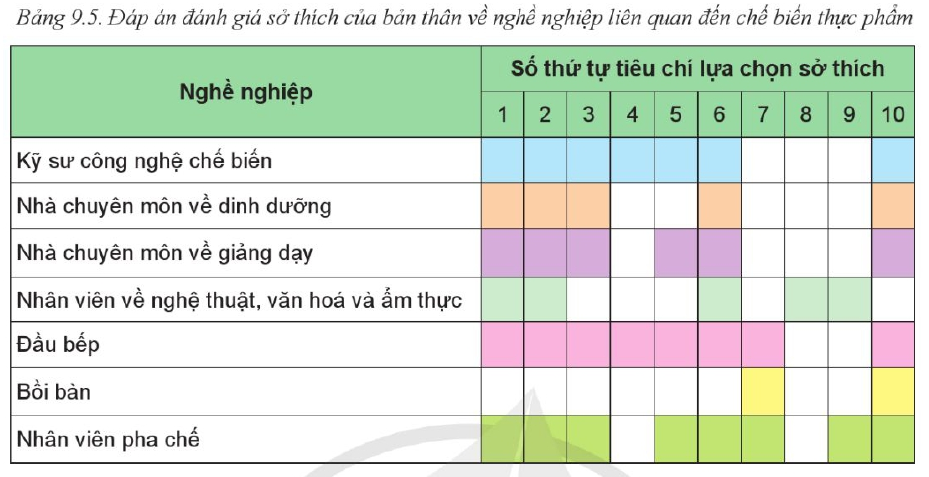 Bảng 9.5. Đáp án đánh giá sở thích của bản thân về nghề nghiệp liên quan đến chế biến thực phẩm
Nghề nghiệp
Số thứ tự tiêu chí lựa chọn sở thích
1 2 3 4 5 6 7 8 9 10
Kỹ sư công nghệ chế biến
Nhà chuyên môn về dinh dưỡng
Nhà chuyên môn về giảng dạy
Nhân viên về nghệ thuật, văn hoá và ẩm thực
Đầu bếp
Bồi bàn
Nhân viên pha chế